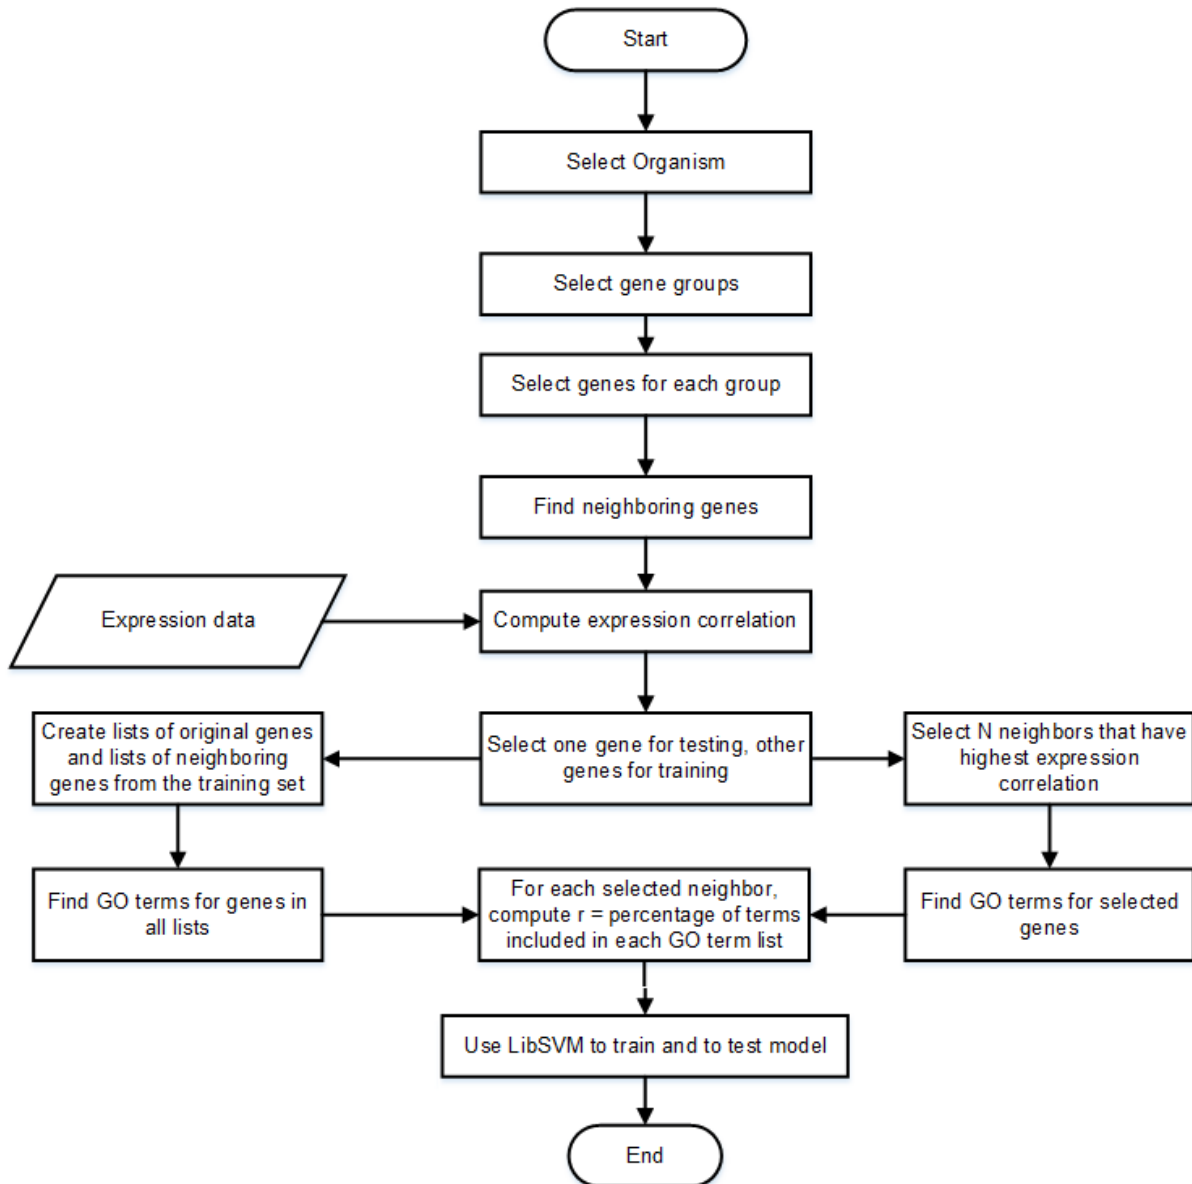 Start
Select Organism
Select gene groups
Select genes for each group
Find neighboring genes
Expression data
Compute expression correlation
Create lists of original genes
and lists of neighboring
genes from the training set
Select one gene for testing, other
genes for training
Select N neighbors that have
highest expression
correlation
Find GO terms for genes in
all lists
For each selected neighbor,
compute r = percentage of terms
included in each GO term list
Find GO terms for selected
genes
Use LibSVM to train and to test model
End